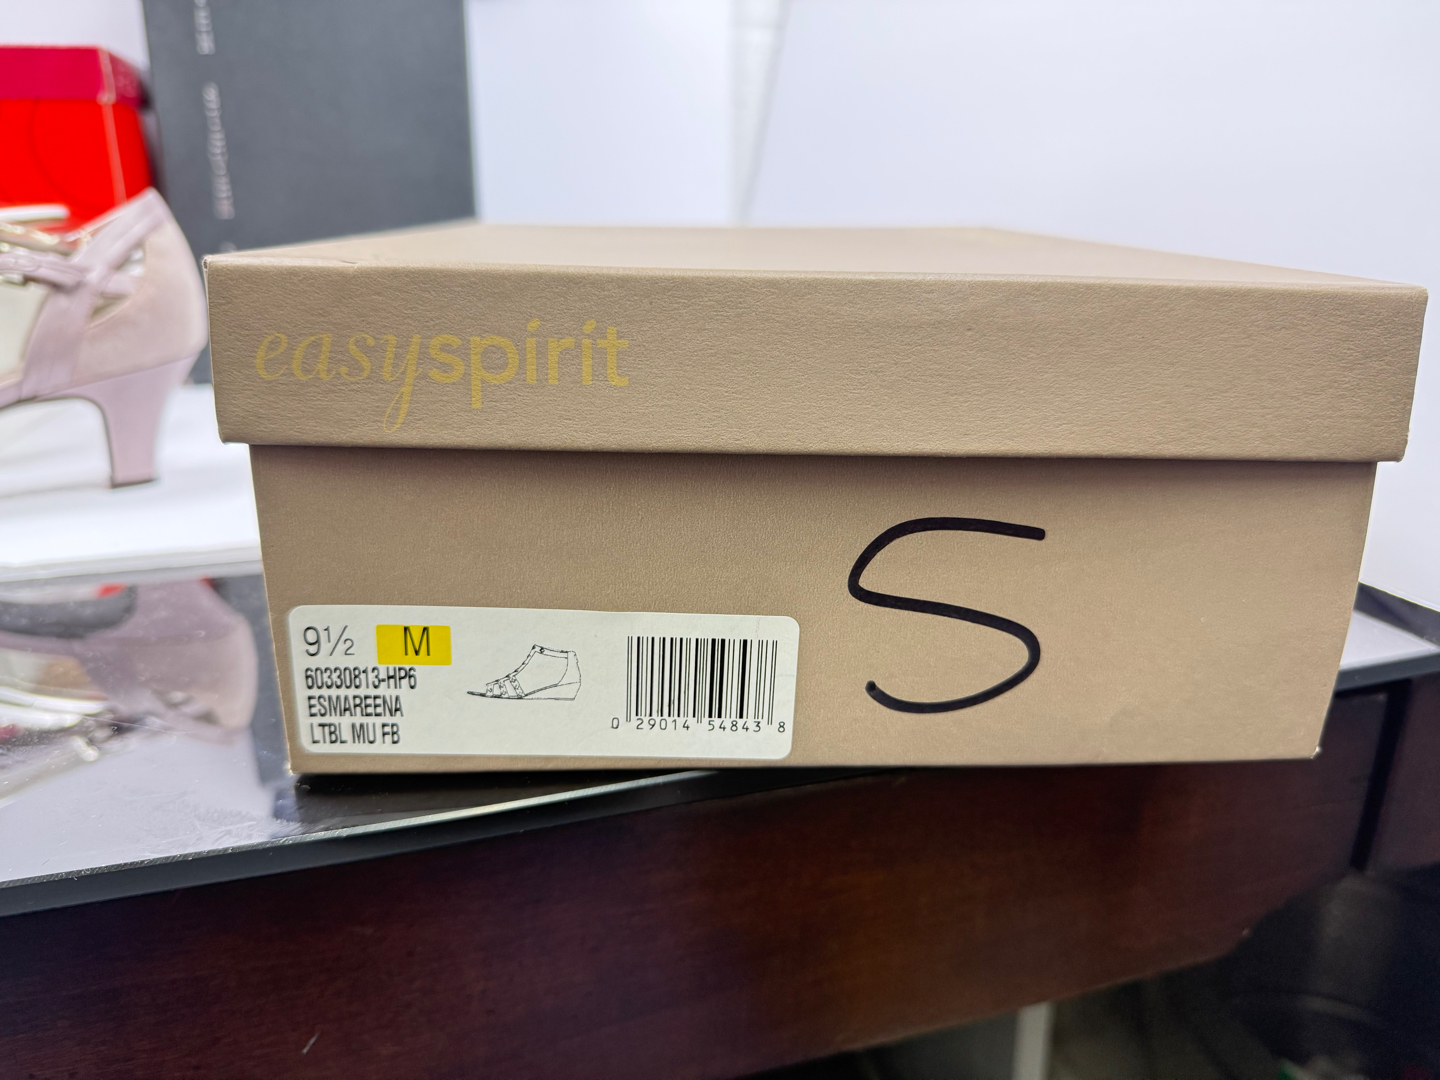 easyspirit
S
9½ M
60330813-HP6
ESMAREENA
LTBL MU FB
0 29014 54843 8